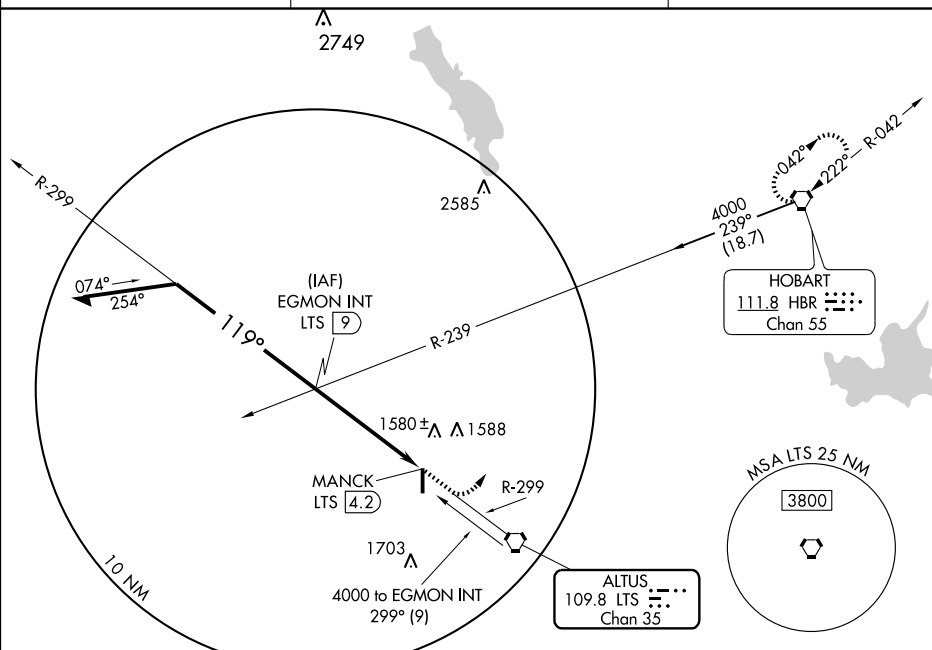 2749
R-299
2585
R-042
042°
222°
4000
239°
(18.7)
HOBART
111.8 HBR
Chan 55
074°
254°
(IAF)
EGMON INT
LTS 9
119°
R-239
1580 ±
1588
MANCK
LTS 4.2
R-299
1703
10 NM
4000 to EGMON INT
299° (9)
ALTUS
109.8 LTS
Chan 35
MSA LTS 25 NM
3800